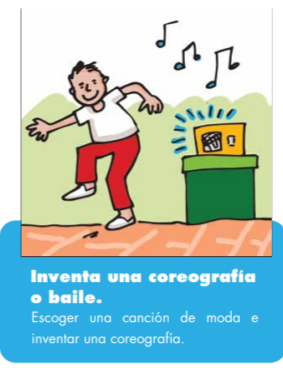 Inventa una coreografía
o baile.
Escoger una canción de moda e
inventar una coreografía.